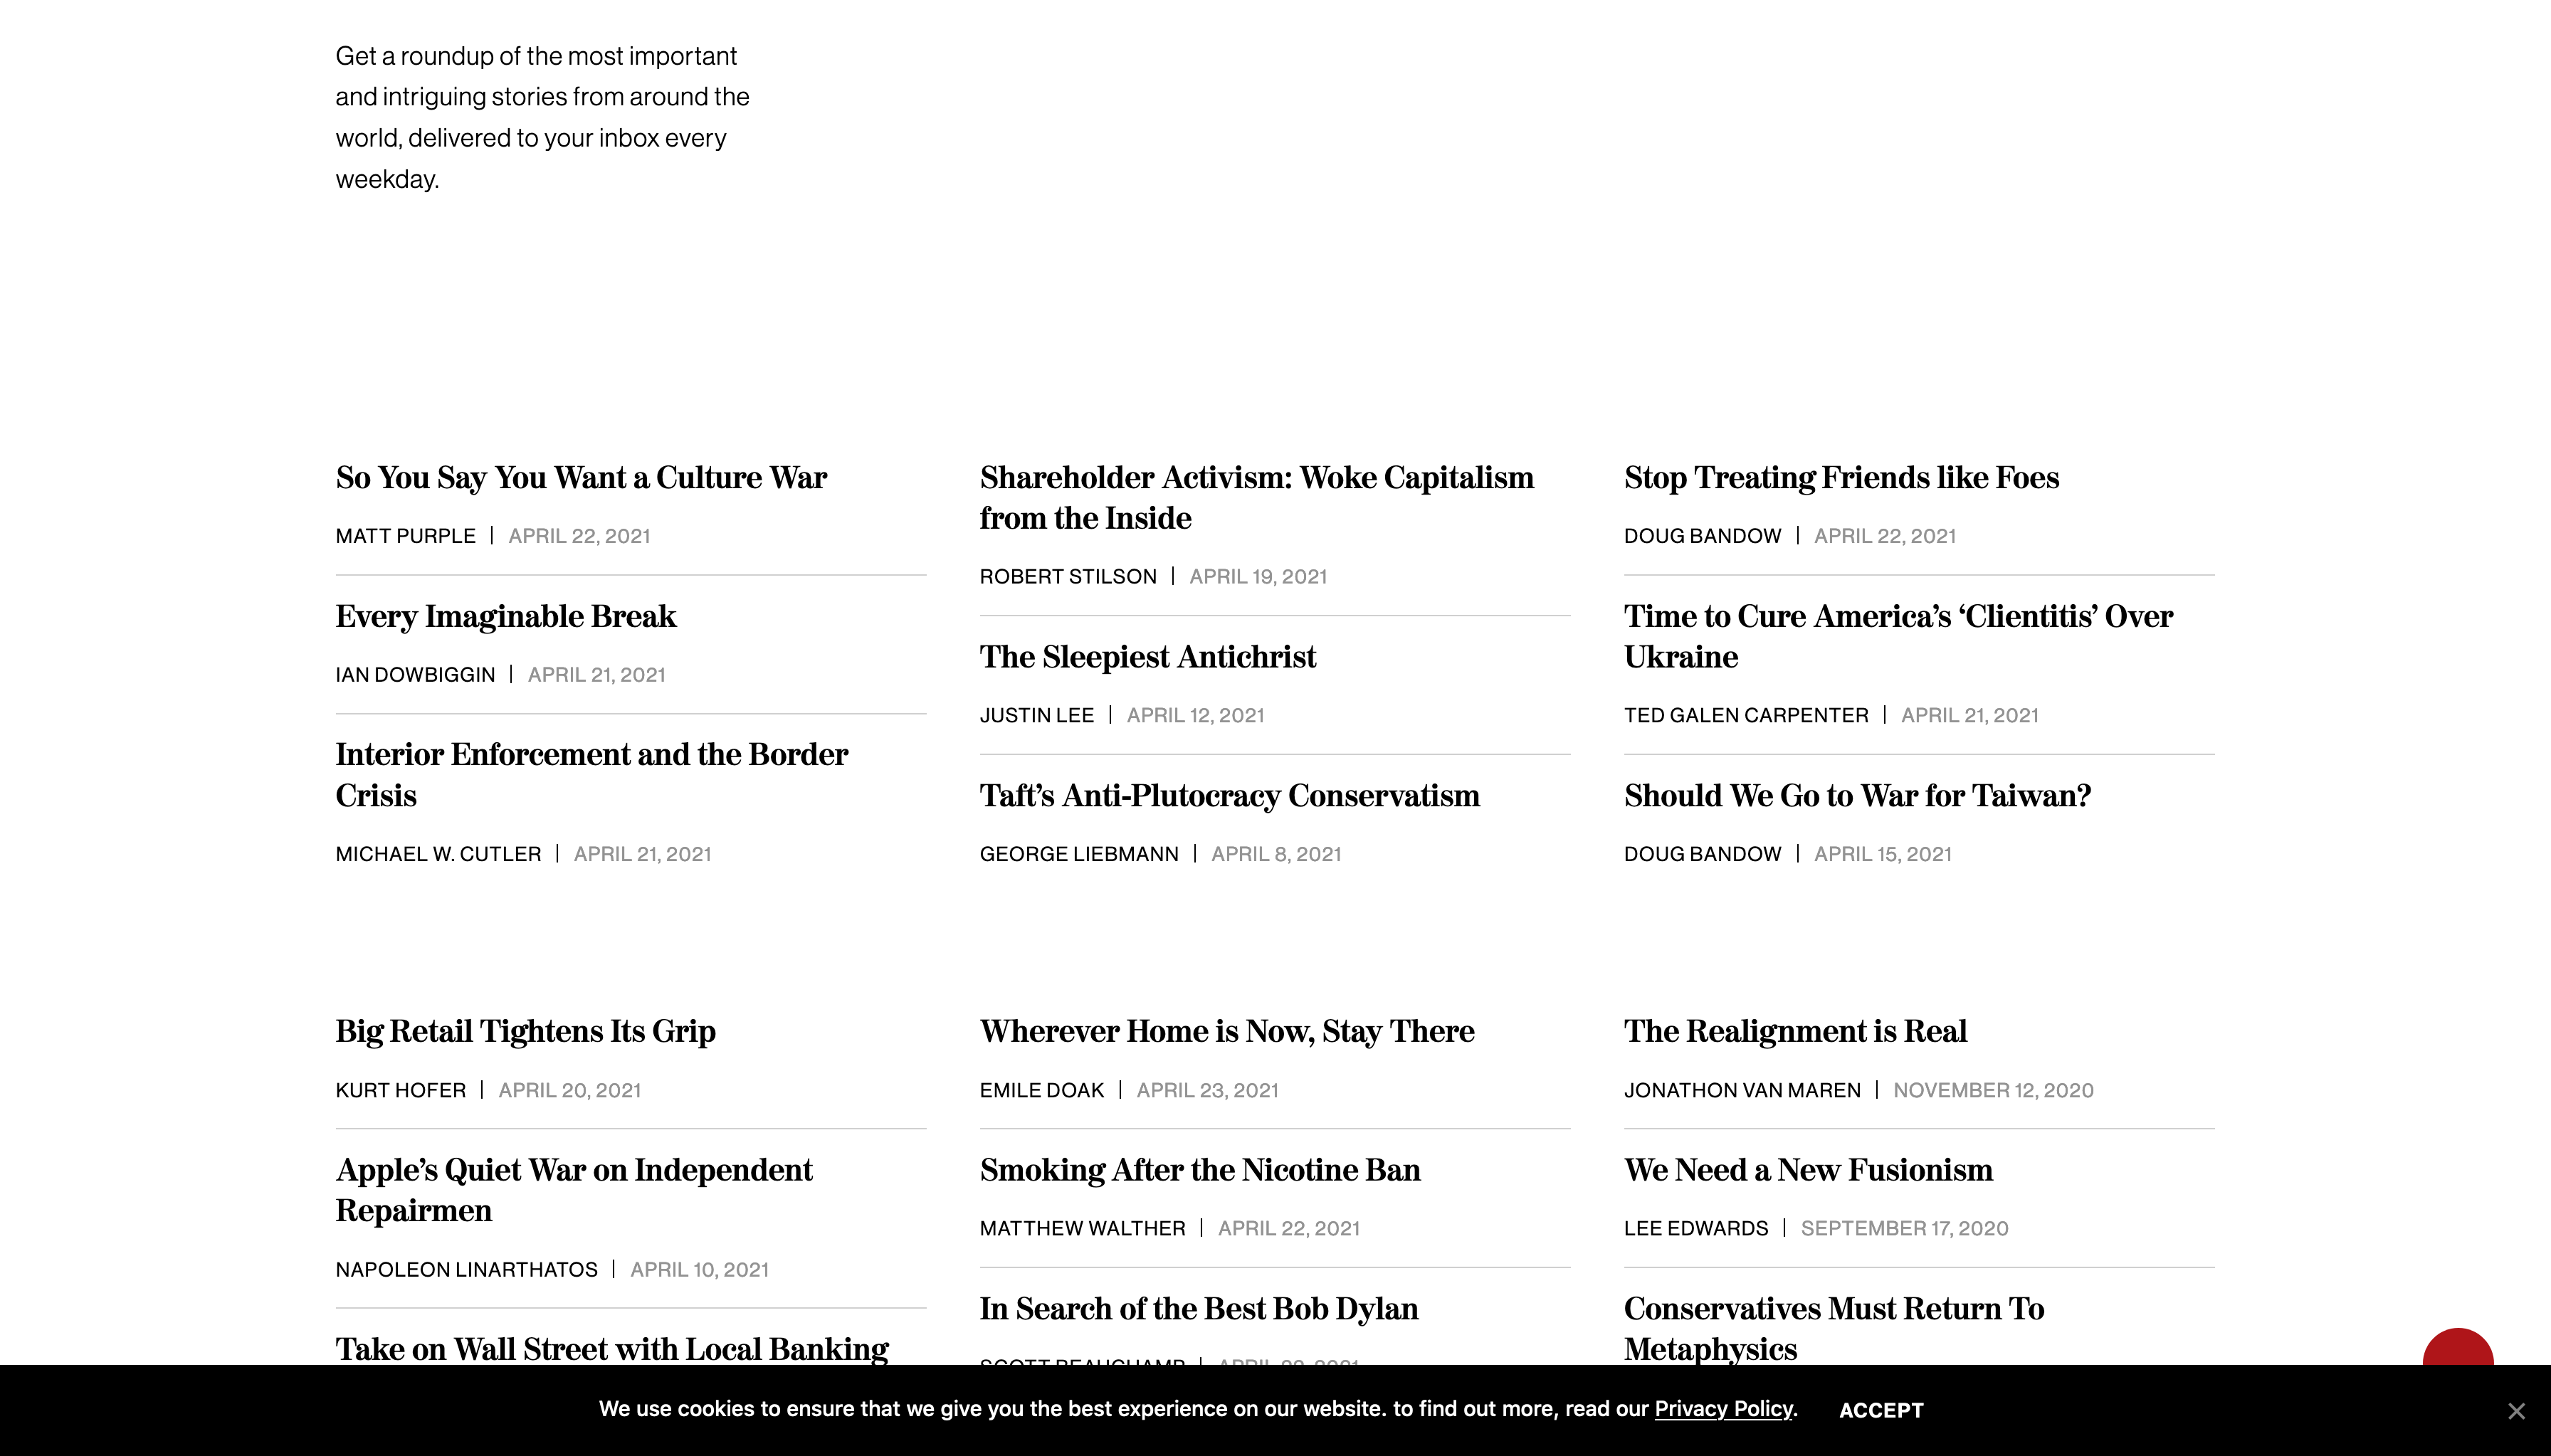 Get a roundup of the most important
and intriguing stories from around the
world, delivered to your inbox every
weekday.
So You Say You Want a Culture War
MATT PURPLE | APRIL 22, 2021
Every Imaginable Break
IAN DOWBIGGIN | APRIL 21, 2021
Interior Enforcement and the Border
Crisis
MICHAEL W. CUTLER | APRIL 21, 2021
Shareholder Activism: Woke Capitalism
from the Inside
ROBERT STILSON | APRIL 19, 2021
The Sleepiest Antichrist
JUSTIN LEE | APRIL 12, 2021
Taft’s Anti-Plutocracy Conservatism
GEORGE LIEBMANN | APRIL 8, 2021
Stop Treating Friends like Foes
DOUG BANDOW | APRIL 22, 2021
Time to Cure America’s ‘Clientitis’ Over
Ukraine
TED GALEN CARPENTER | APRIL 21, 2021
Should We Go to War for Taiwan?
DOUG BANDOW | APRIL 15, 2021
Big Retail Tightens Its Grip
KURT HOFER | APRIL 20, 2021
Apple’s Quiet War on Independent
Repairmen
NAPOLEON LINARTHATOS | APRIL 10, 2021
Take on Wall Street with Local Banking
Wherever Home is Now, Stay There
EMILE DOAK | APRIL 23, 2021
Smoking After the Nicotine Ban
MATTHEW WALTHER | APRIL 22, 2021
In Search of the Best Bob Dylan
The Realignment is Real
JONATHON VAN MAREN | NOVEMBER 12, 2020
We Need a New Fusionism
LEE EDWARDS | SEPTEMBER 17, 2020
Conservatives Must Return To
Metaphysics
We use cookies to ensure that we give you the best experience on our website. to find out more, read our Privacy Policy. ACCEPT